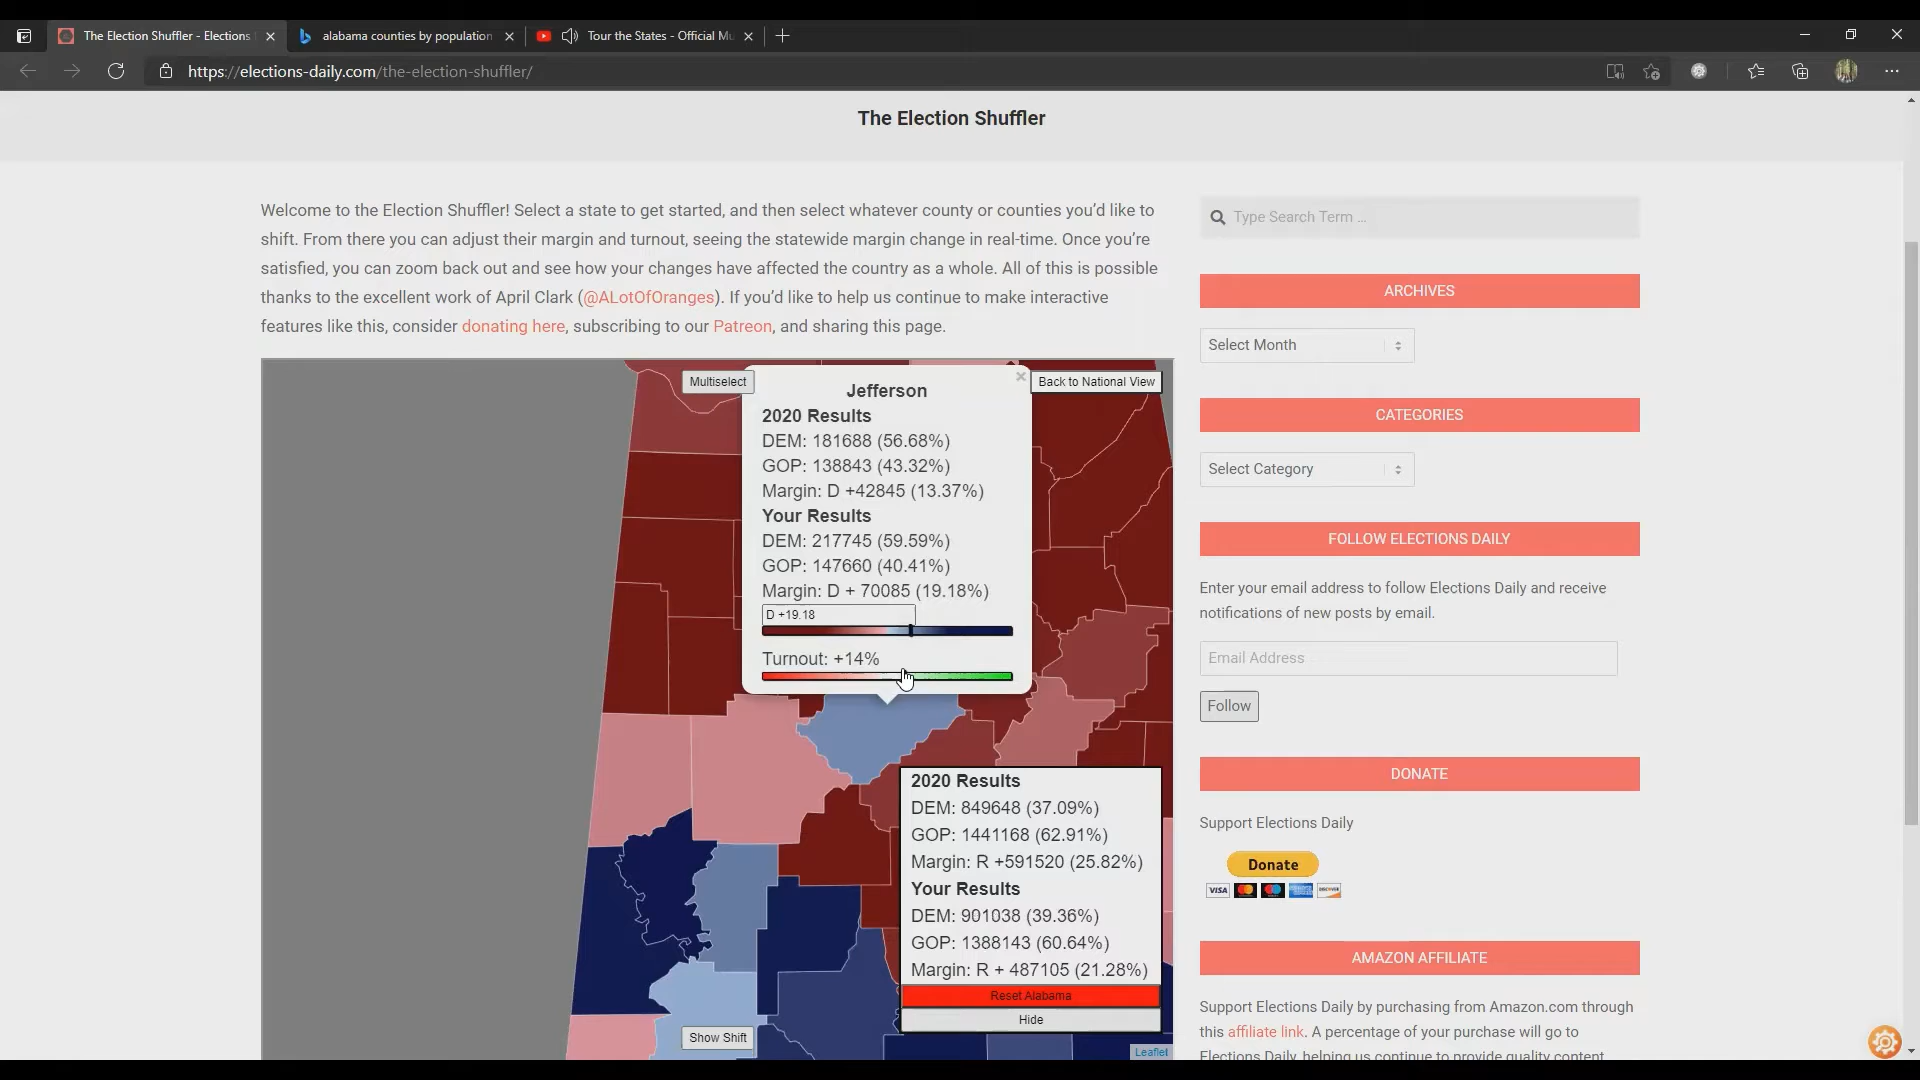 The Election Shuffler - Elections
alabama counties by population
Tour the States - Official Mu
https://elections-daily.com/the-election-shuffler/
The Election Shuffler
Welcome to the Election Shuffler! Select a state to get started, and then select whatever county or counties you'd like to
shift. From there you can adjust their margin and turnout, seeing the statewide margin change in real-time. Once you're
satisfied, you can zoom back out and see how your changes have affected the country as a whole. All of this is possible
thanks to the excellent work of April Clark (@ALotOfOranges). If you'd like to help us continue to make interactive
features like this, consider donating here, subscribing to our Patreon, and sharing this page.
Multiselect
Back to National View
Jefferson
2020 Results
DEM: 181688 (56.68%)
GOP: 138843 (43.32%)
Margin: D +42845 (13.37%)
Your Results
DEM: 217745 (59.59%)
GOP: 147660 (40.41%)
Margin: D + 70085 (19.18%)
D +19.18
Turnout: +14%
2020 Results
DEM: 849648 (37.09%)
GOP: 1441168 (62.91%)
Margin: R +591520 (25.82%)
Your Results
DEM: 901038 (39.36%)
GOP: 1388143 (60.64%)
Margin: R + 487105 (21.28%)
Reset Alabama
Hide
Show Shift
Leaflet
Type Search Term ...
ARCHIVES
Select Month
CATEGORIES
Select Category
FOLLOW ELECTIONS DAILY
Enter your email address to follow Elections Daily and receive
notifications of new posts by email.
Email Address
Follow
DONATE
Support Elections Daily
Donate
VISA
DISCOVER
AMAZON AFFILIATE
Support Elections Daily by purchasing from Amazon.com through
this affiliate link. A percentage of your purchase will go to
Elections Daily, helping us continue to provide quality content